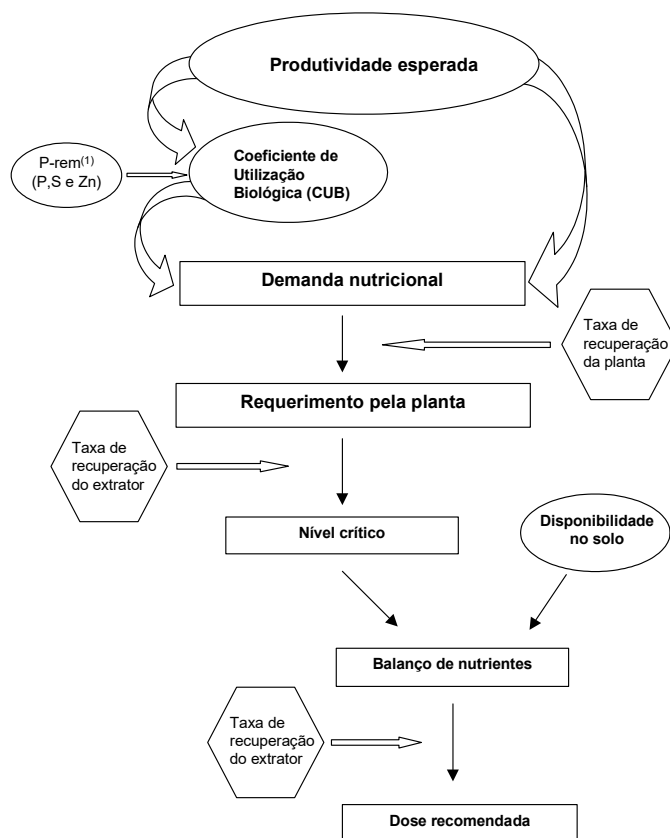 Produtividade esperada
P-rem(1)
(P,S e Zn)
Coeficiente de
Utilização
Biológica (CUB)
Demanda nutricional
Taxa de
recuperação
da planta
Requerimento pela planta
Taxa de
recuperação
do extrator
Nível crítico
Disponibilidade
no solo
Balanço de nutrientes
Taxa de
recuperação
do extrator
Dose recomendada